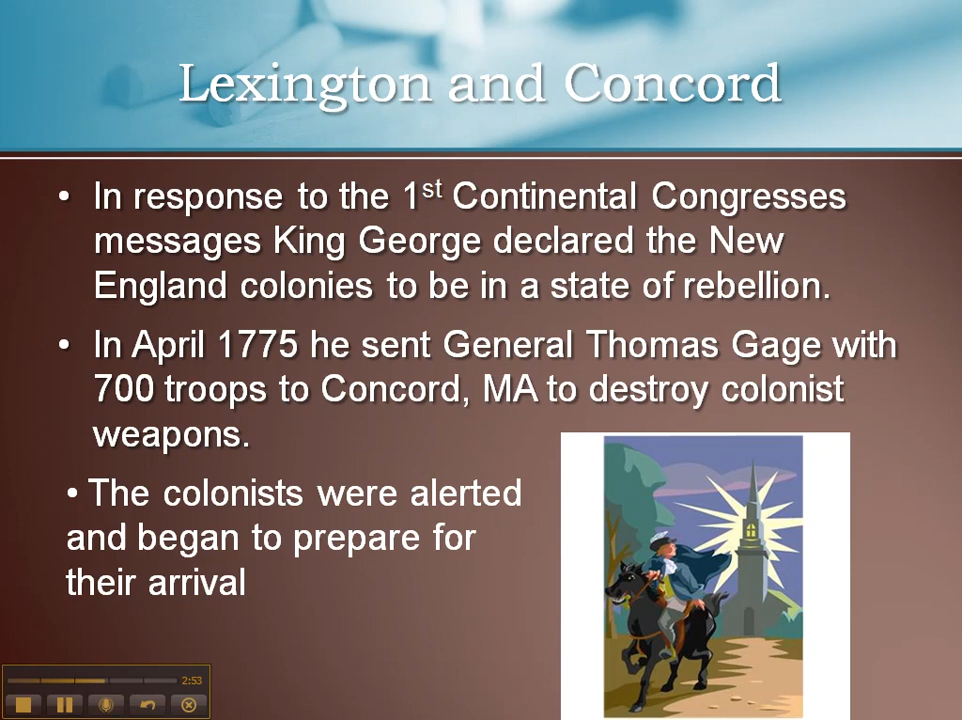 Lexington and Concord
• In response to the 1st Continental Congresses
messages King George declared the New
England colonies to be in a state of rebellion.
• In April 1775 he sent General Thomas Gage with
700 troops to Concord, MA to destroy colonist
weapons.
• The colonists were alerted
and began to prepare for
their arrival
2:53